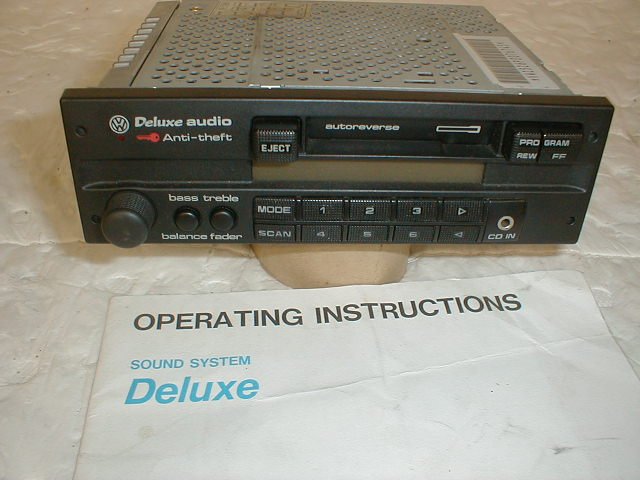 Deluxe audio
Anti-theft
autoreverse
EJECT
PROGRAM
REW FF
bass treble
balance fader
MODE 1 2 3
SCAN 4 5 6
CD IN
OPERATING INSTRUCTIONS
SOUND SYSTEM
Deluxe